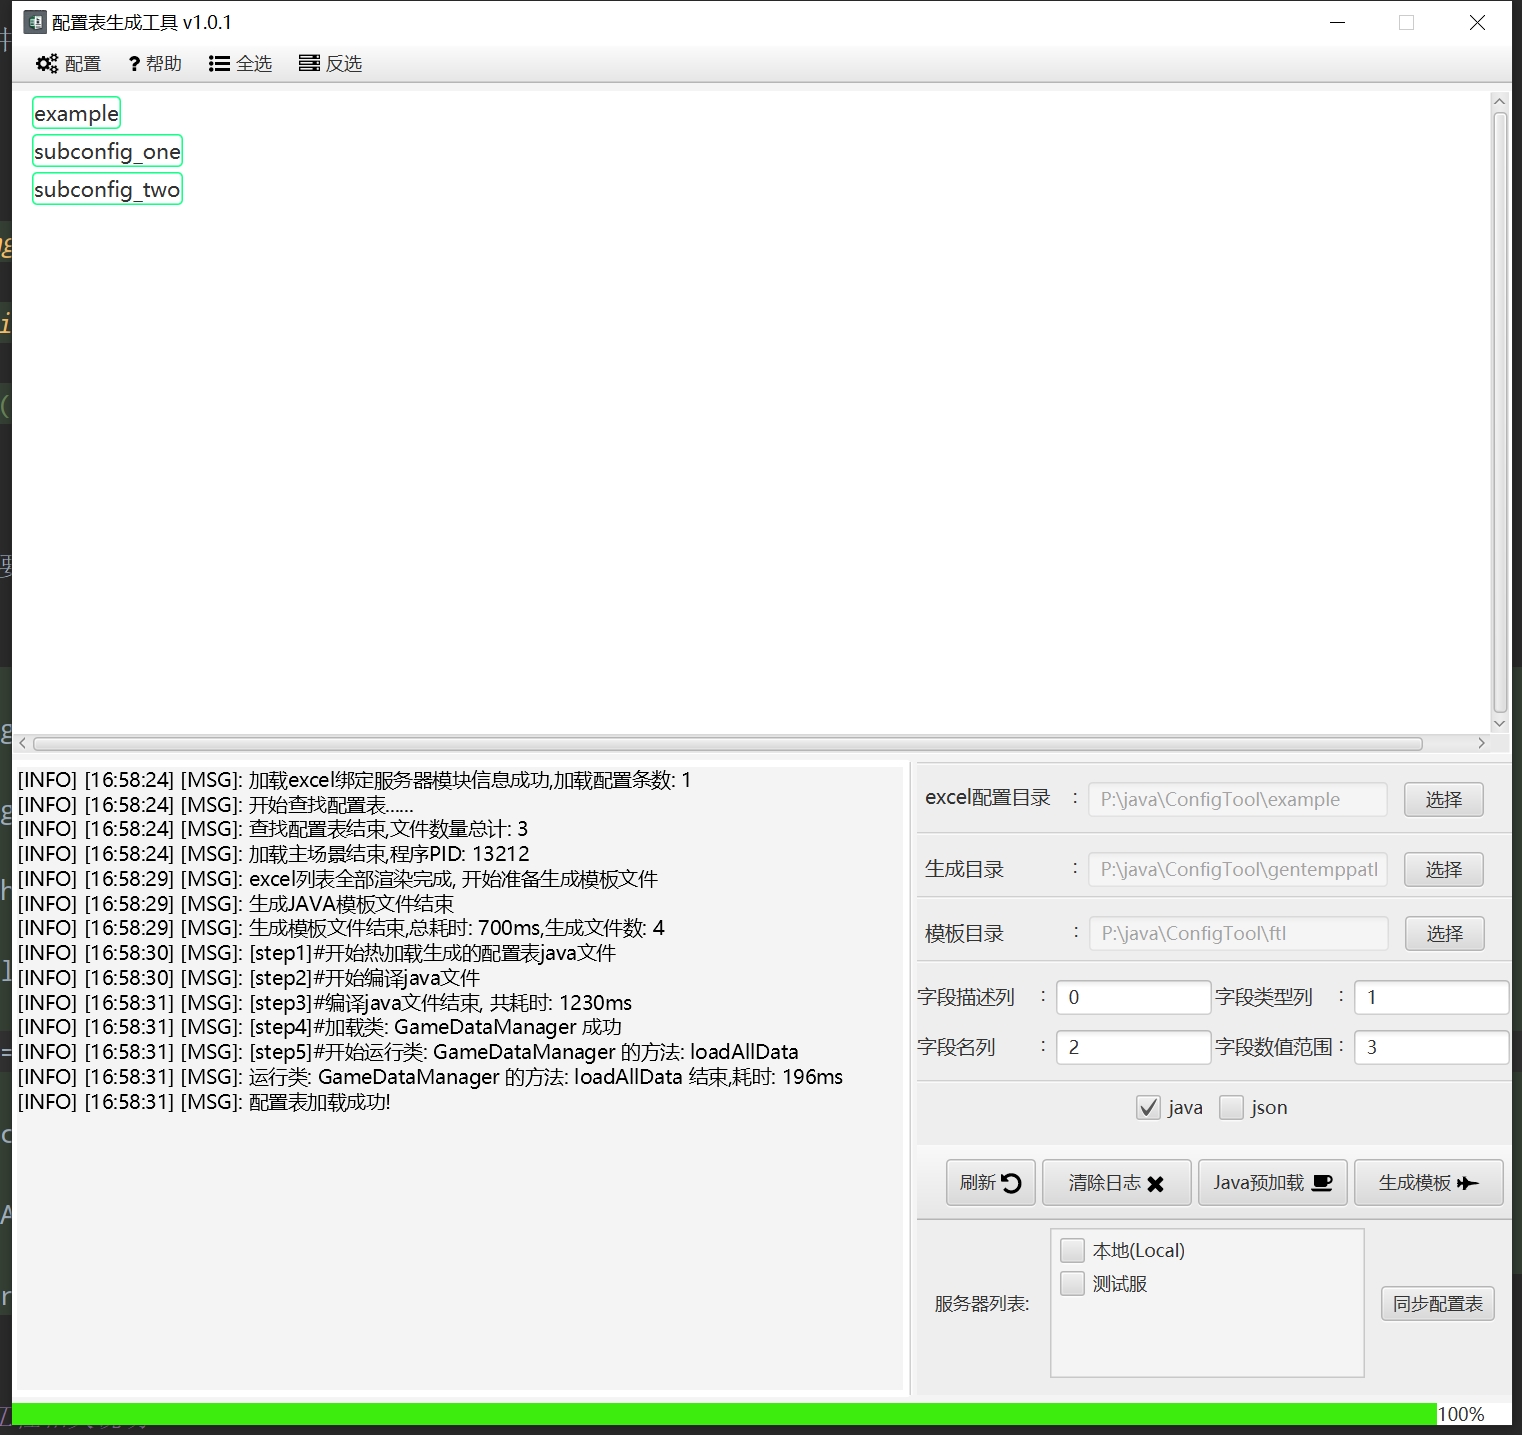 配置表生成工具 v1.0.1
配置 帮助 全选 反选
example
subconfig_one
subconfig_two
[INFO] [16:58:24] [MSG]: 加载excel绑定服务器模块信息成功,加载配置条数: 1
[INFO] [16:58:24] [MSG]: 开始查找配置表......
[INFO] [16:58:24] [MSG]: 查找配置表结束,文件数量总计: 3
[INFO] [16:58:24] [MSG]: 加载主场景结束,程序PID: 13212
[INFO] [16:58:29] [MSG]: excel列表全部渲染完成, 开始准备生成模板文件
[INFO] [16:58:29] [MSG]: 生成JAVA模板文件结束
[INFO] [16:58:29] [MSG]: 生成模板文件结束,总耗时: 700ms,生成文件数: 4
[INFO] [16:58:30] [MSG]: [step1]#开始热加载生成的配置表java文件
[INFO] [16:58:30] [MSG]: [step2]#开始编译java文件
[INFO] [16:58:31] [MSG]: [step3]#编译java文件结束, 共耗时: 1230ms
[INFO] [16:58:31] [MSG]: [step4]#加载类: GameDataManager 成功
[INFO] [16:58:31] [MSG]: [step5]#开始运行类: GameDataManager 的方法: loadAllData
[INFO] [16:58:31] [MSG]: 运行类: GameDataManager 的方法: loadAllData 结束,耗时: 196ms
[INFO] [16:58:31] [MSG]: 配置表加载成功!
excel配置目录 : P:\java\ConfigTool\example 选择
生成目录 : P:\java\ConfigTool\gentemppatl 选择
模板目录 : P:\java\ConfigTool\ftl 选择
字段描述列 : 0 字段类型列 : 1
字段名列 : 2 字段数值范围 : 3
java json
刷新 清除日志 Java预加载 生成模板
服务器列表:
本地(Local)
测试服
同步配置表
100%